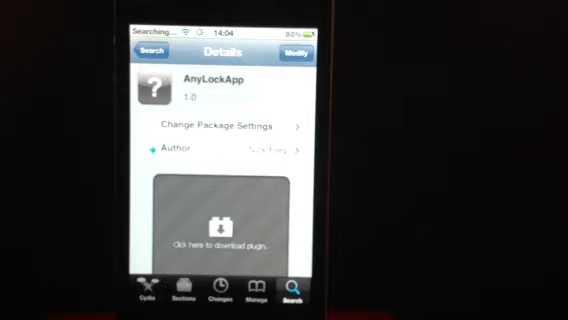 Searching... 14:04 80%
Search Details Modify
?
AnyLockApp
1.0
Change Package Settings
Author
Click here to download plugin.
Cydia Sections Changes Manage Search